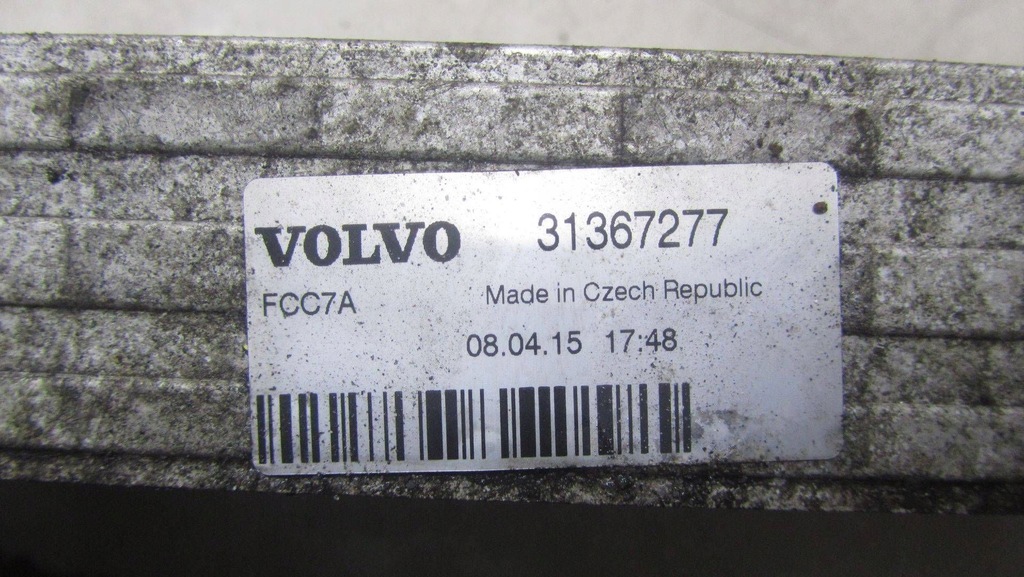 VOLVO 31367277
FCC7A Made in Czech Republic
08.04.15 17:48